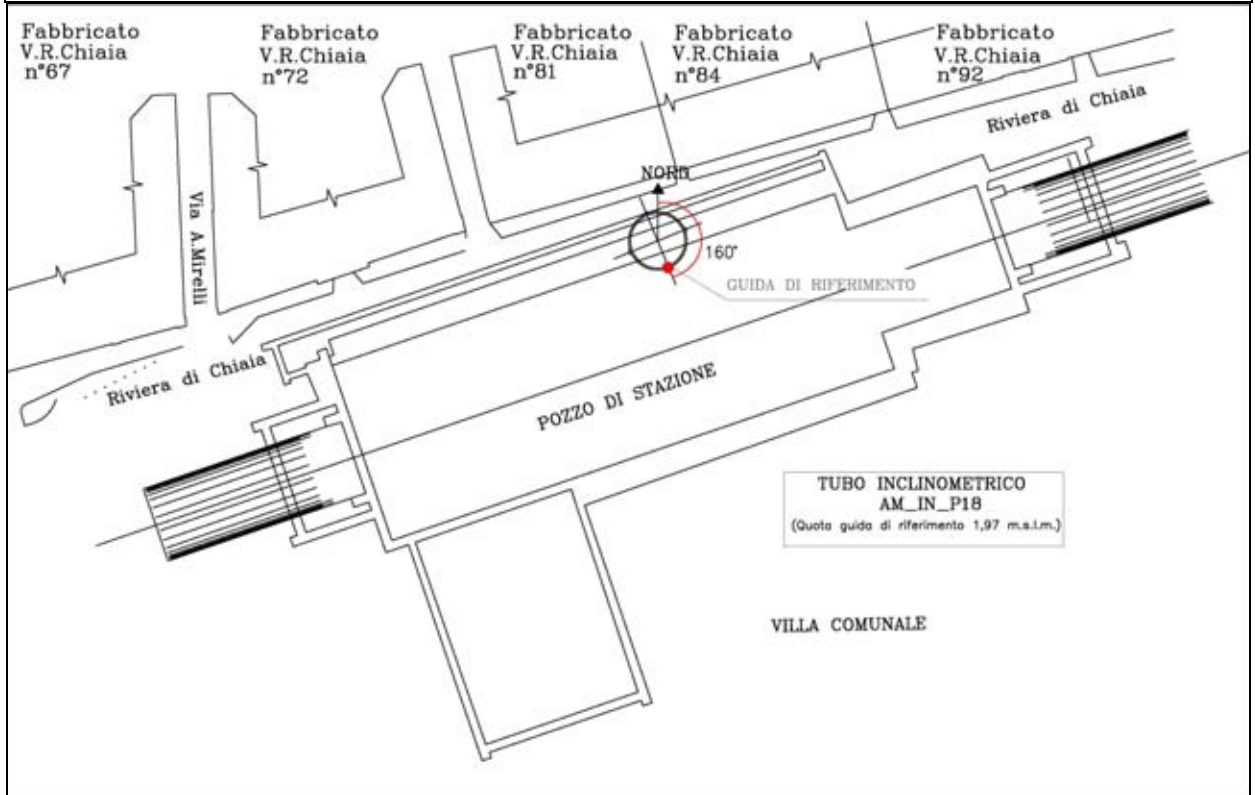 Fabbricato
V.R.Chiaia
n°67
Fabbricato
V.R.Chiaia
n°72
Fabbricato
V.R.Chiaia
n°81
Fabbricato
V.R.Chiaia
n°84
Fabbricato
V.R.Chiaia
n°92
Riviera di Chiaia
NORD
Via A.Mirelli
160°
GUIDA DI RIFERIMENTO
Riviera di Chiaia
POZZO DI STAZIONE
TUBO INCLINOMETRICO
AM_IN_P18
(Quota guida di riferimento 1,97 m.s.l.m.)
VILLA COMUNALE